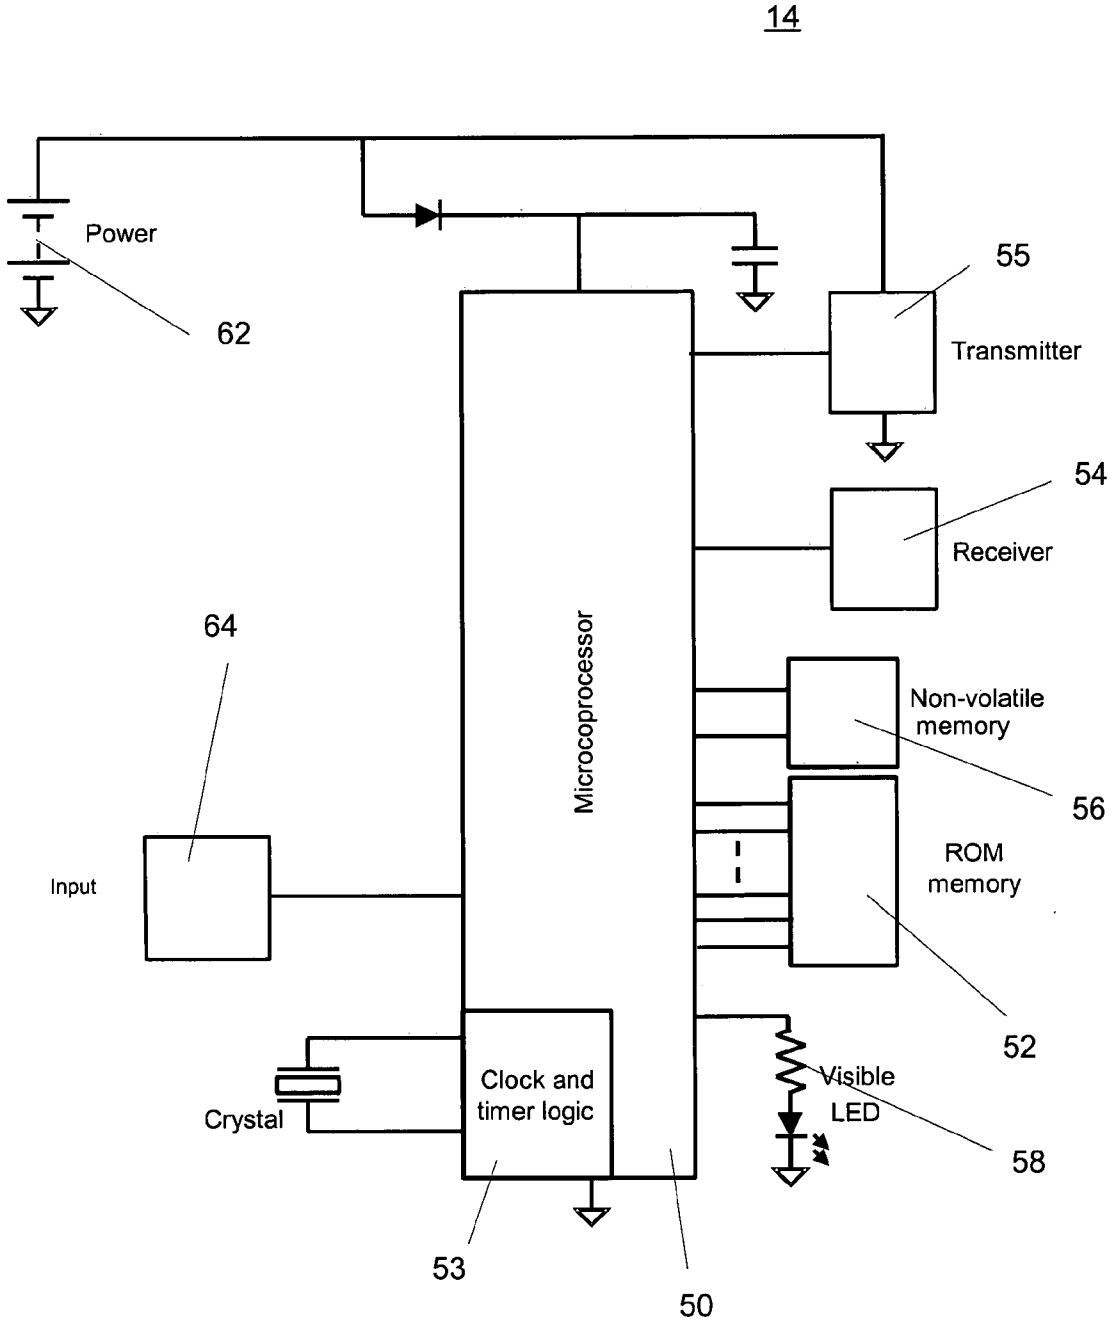 14
Power
62
55
Transmitter
54
Receiver
64
Microcoprocessor
Non-volatile
memory
56
Input
ROM
memory
52
Crystal
Clock and
timer logic
Visible
LED
58
53
50